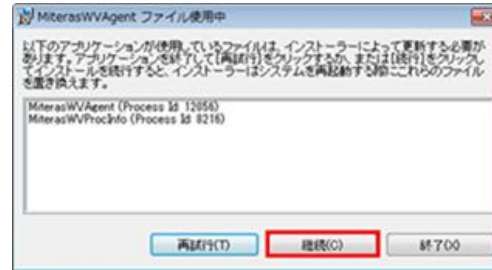 MiterasWVAgent ファイル使用中
以下のアプリケーションが使用しているファイルは、インストーラーによって更新する必要が
あります。アプリケーションを終了して[再試行]をクリックするか、または[続行]をクリックし
てインストールを続行すると、インストーラーはシステムを再起動する際にこれらのファイル
を置き換えます。
MiterasWVAgent (Process Id 12056)
MiterasWVProcInfo (Process Id 8216)
再試行(T)
継続(C)
終了(X)